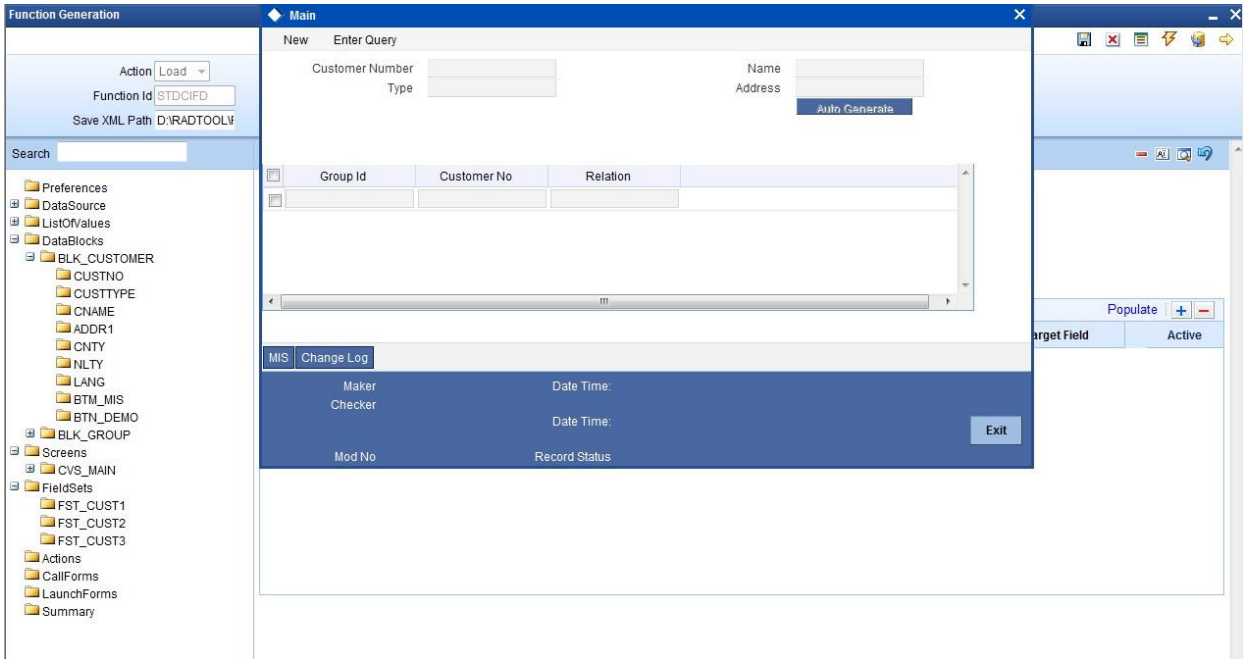 Function Generation
Action Load
Function Id STDCIFD
Save XML Path D:\RADTOOL\
Search
Preferences
DataSource
ListOfValues
DataBlocks
BLK_CUSTOMER
CUSTNO
CUSTTYPE
CNAME
ADDR1
CNTY
NLTY
LANG
BTM_MIS
BTN_DEMO
BLK_GROUP
Screens
CVS_MAIN
FieldSets
FST_CUST1
FST_CUST2
FST_CUST3
Actions
CallForms
LaunchForms
Summary
Main
New Enter Query
Customer Number Name
Type Address
Auto Generate
Group Id Customer No Relation
MIS Change Log
Maker Date Time:
Checker
Date Time:
Exit
Mod No Record Status
Populate
arget Field Active